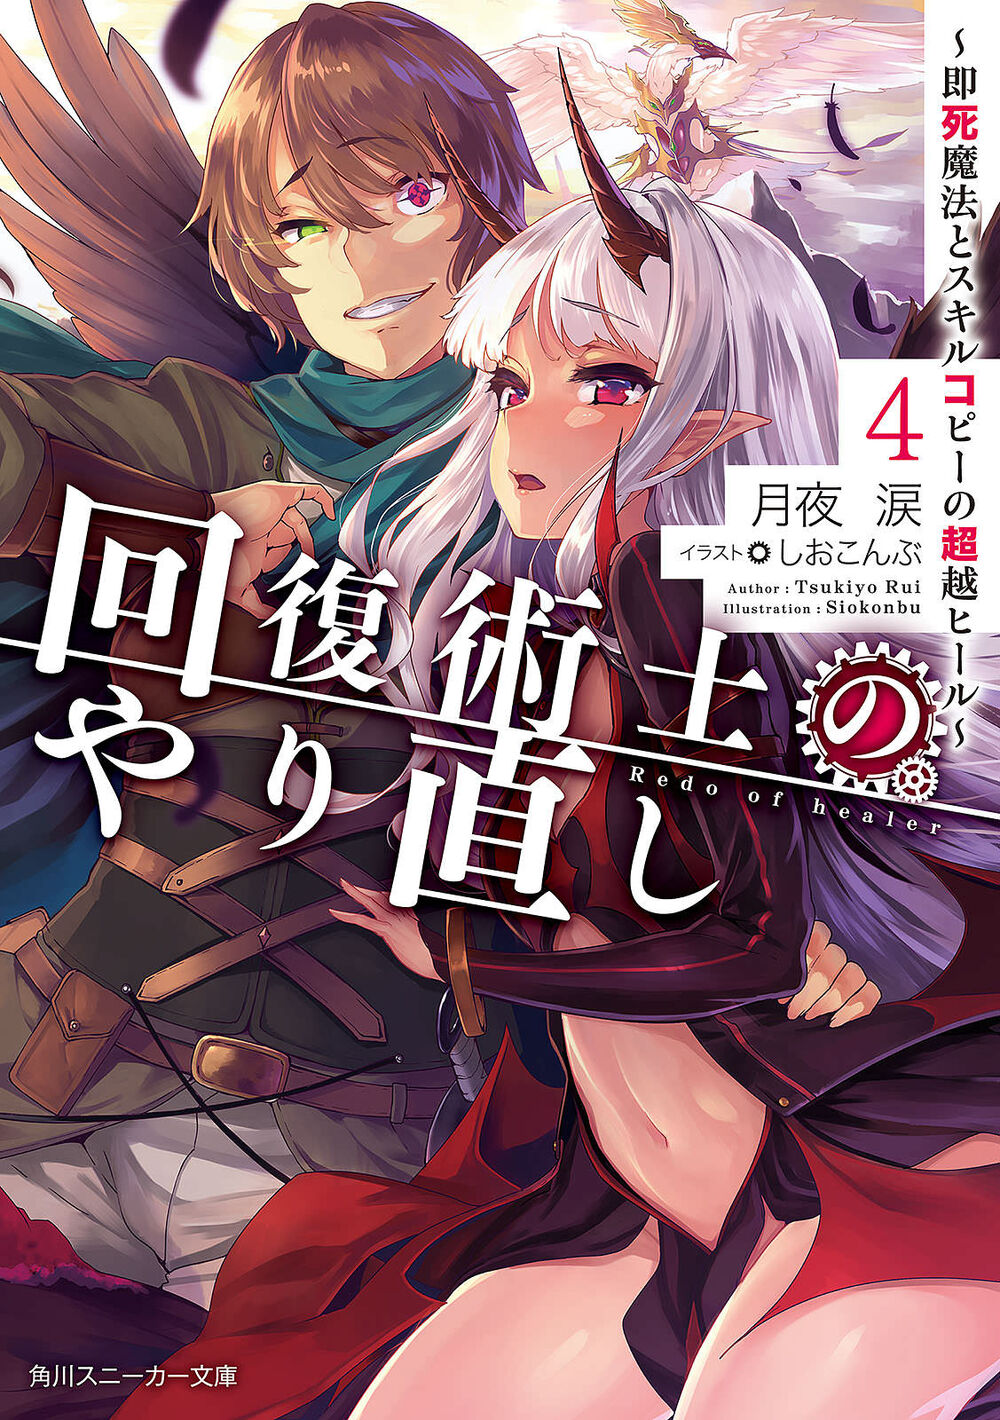 ~即死魔法とスキルコピーの超越ヒール~
4
月夜 涙
イラスト しおこんぶ
Author : Tsukiyo Rui
Illustration : Siokonbu
回復術士の
やり直し
Redo of healer
角川スニーカー文庫